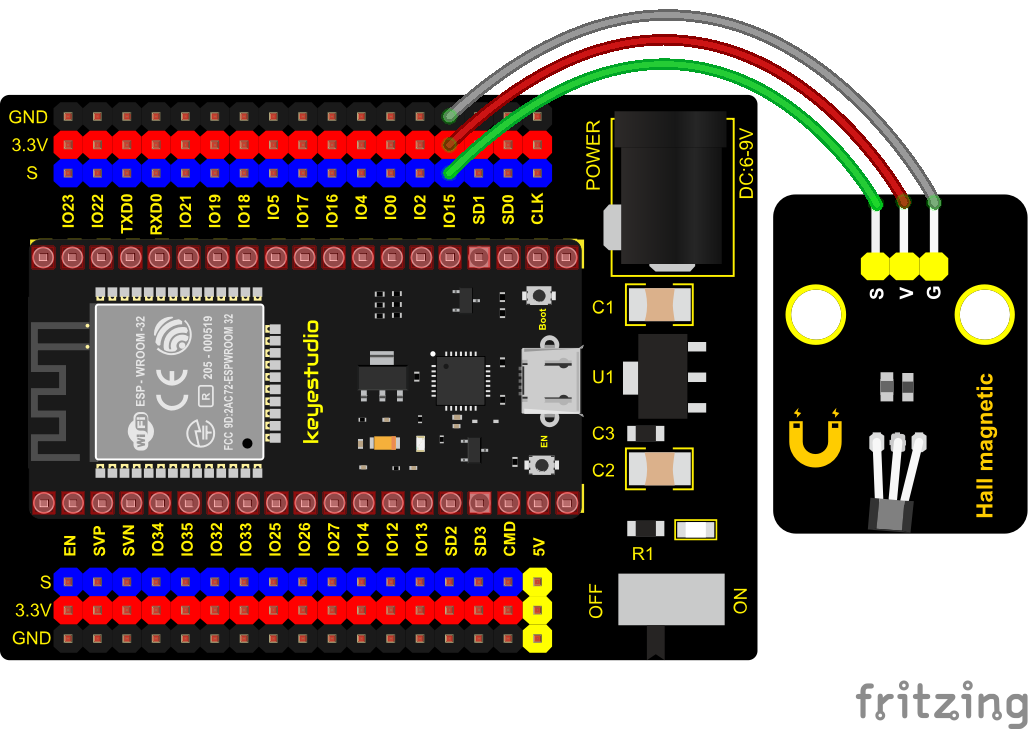 GND
3.3V
S
IO23
IO22
TXD0
RXD0
IO21
IO19
IO18
IO5
IO17
IO16
IO4
IO0
IO2
IO15
SD1
SD0
CLK
POWER
DC:6-9V
ESP - WROOM -32
WiFi
CE
R
205 - 000519
FCC 9D:2AC72-ESPWROOM 32
keyestudio
Boot
EN
C1
U1
C3
C2
R1
OFF
ON
EN
SVP
SVN
IO34
IO35
IO32
IO33
IO25
IO26
IO27
IO14
IO12
IO13
SD2
SD3
CMD
5V
S
3.3V
GND
S
V
G
Hall magnetic
fritzing